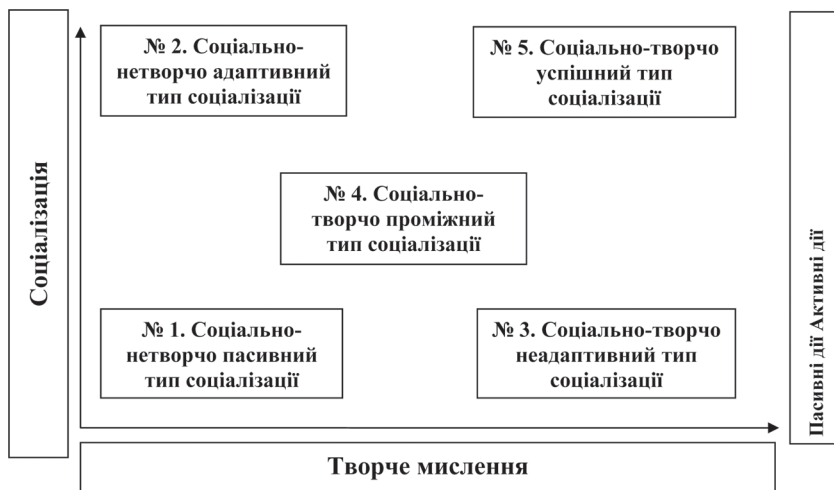 Соціалізація
№ 2. Соціально-
нетворчо адаптивний
тип соціалізації
№ 5. Соціально-творчо
успішний тип
соціалізації
№ 4. Соціально-
творчо проміжний
тип соціалізації
№ 1. Соціально-
нетворчо пасивний
тип соціалізації
№ 3. Соціально-творчо
неадаптивний тип
соціалізації
Пасивні дії Активні дії
Творче мислення